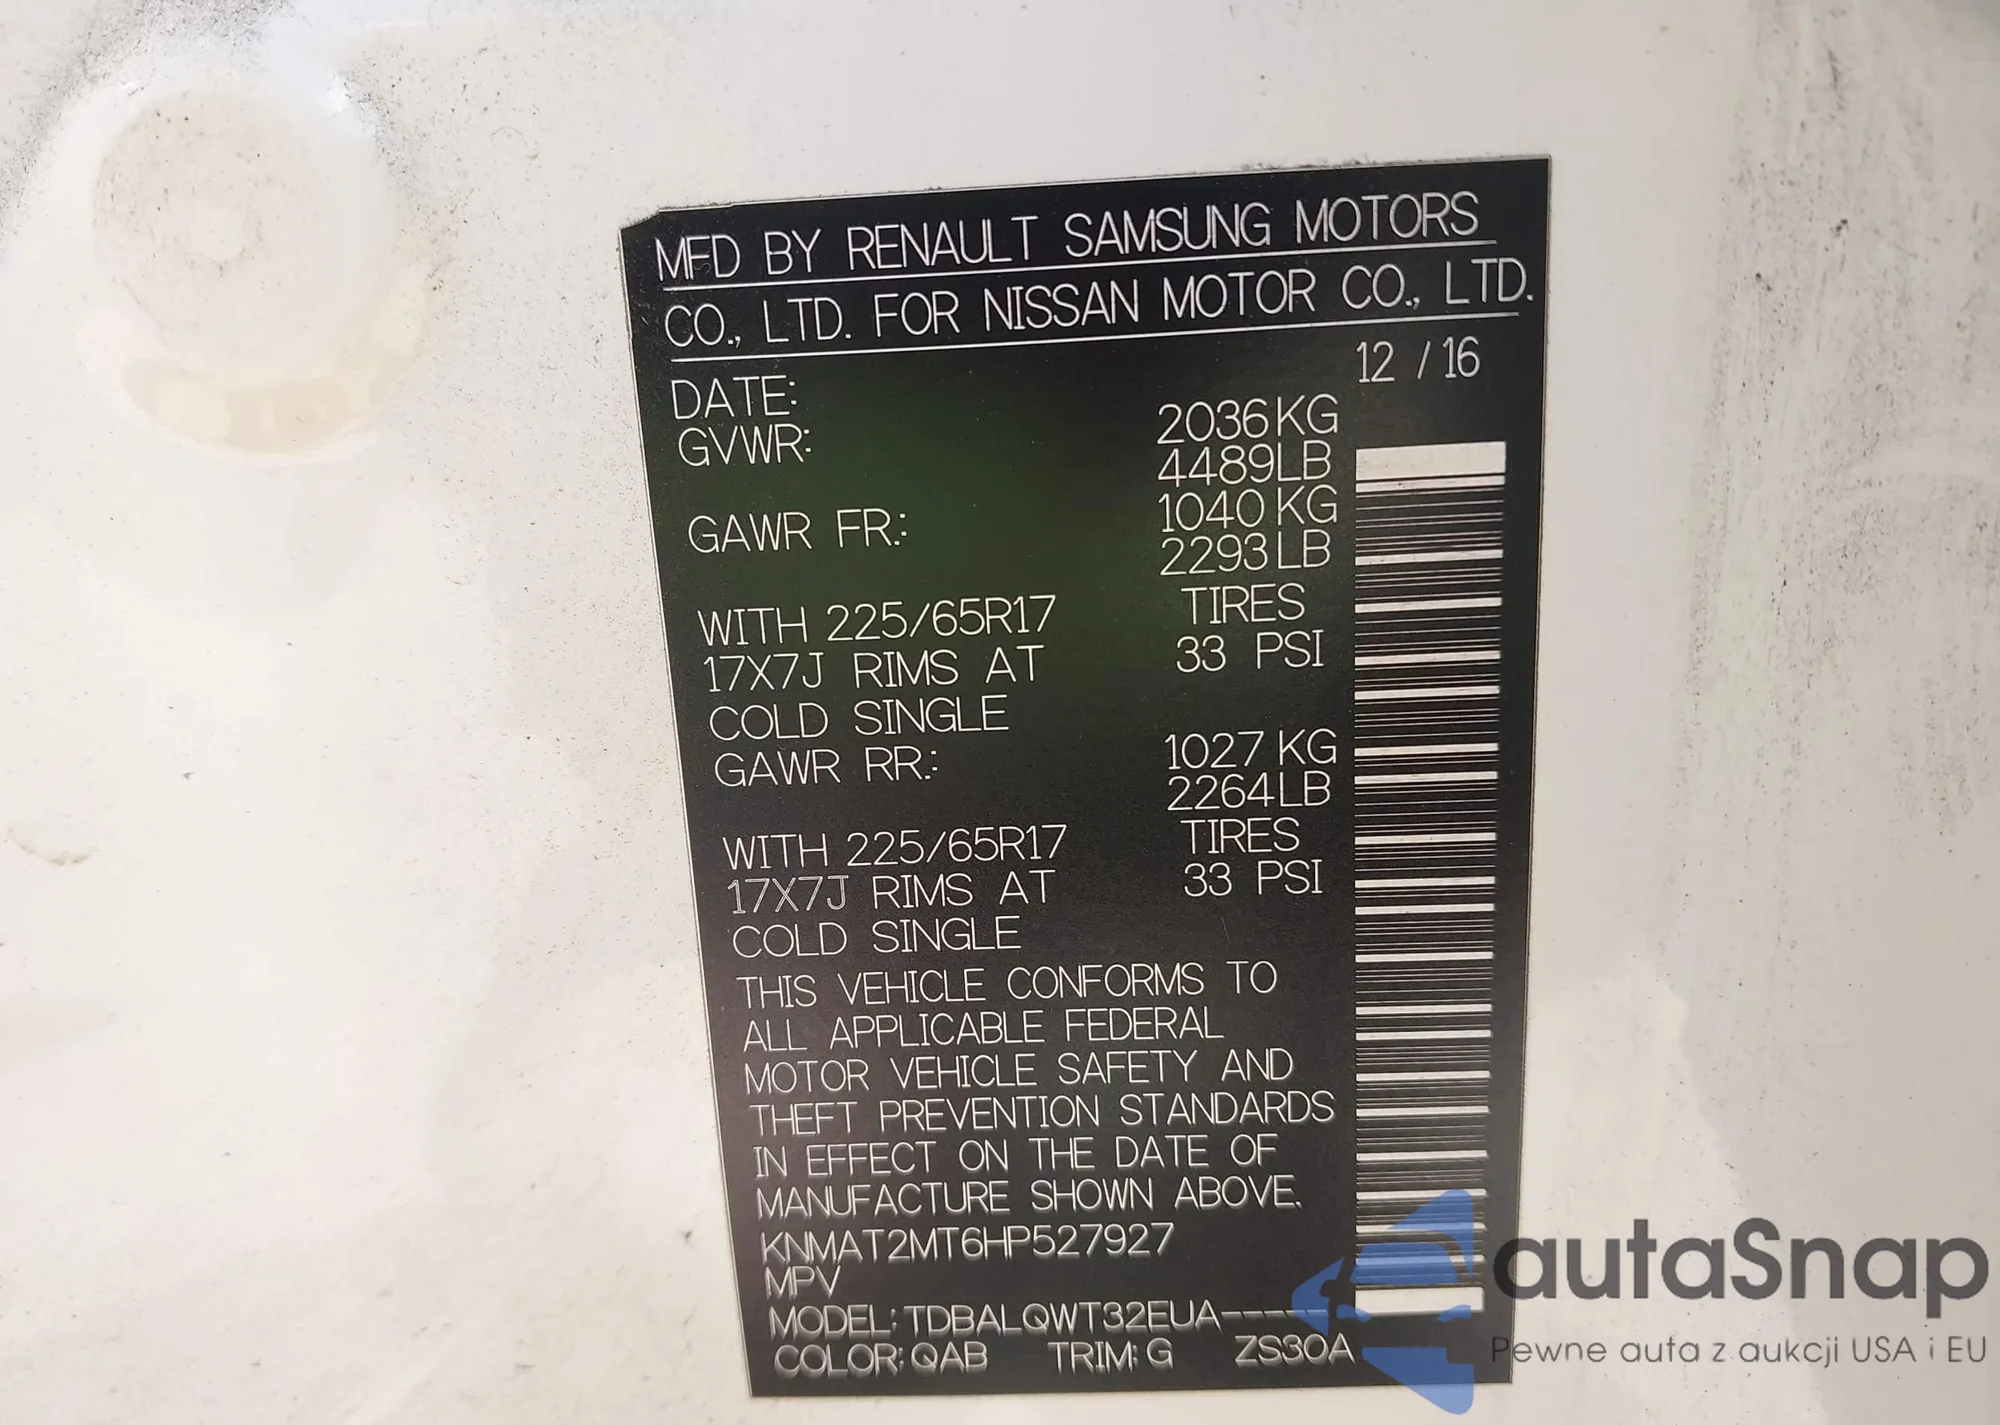 MFD BY RENAULT SAMSUNG MOTORS
CO., LTD. FOR NISSAN MOTOR CO., LTD.
DATE: 12 / 16
GVWR: 2036 KG
4489 LB
GAWR FR.: 1040 KG
2293 LB
WITH 225/65R17 TIRES
17X7J RIMS AT 33 PSI
COLD SINGLE
GAWR RR.: 1027 KG
2264 LB
WITH 225/65R17 TIRES
17X7J RIMS AT 33 PSI
COLD SINGLE
THIS VEHICLE CONFORMS TO
ALL APPLICABLE FEDERAL
MOTOR VEHICLE SAFETY AND
THEFT PREVENTION STANDARDS
IN EFFECT ON THE DATE OF
MANUFACTURE SHOWN ABOVE.
KNMAT2MT6HP527927
MPV
MODEL: TDBALQWT32EUA-----
COLOR: QAB TRIM: G ZS30A
autaSnap
Pewne auta z aukcji USA i EU